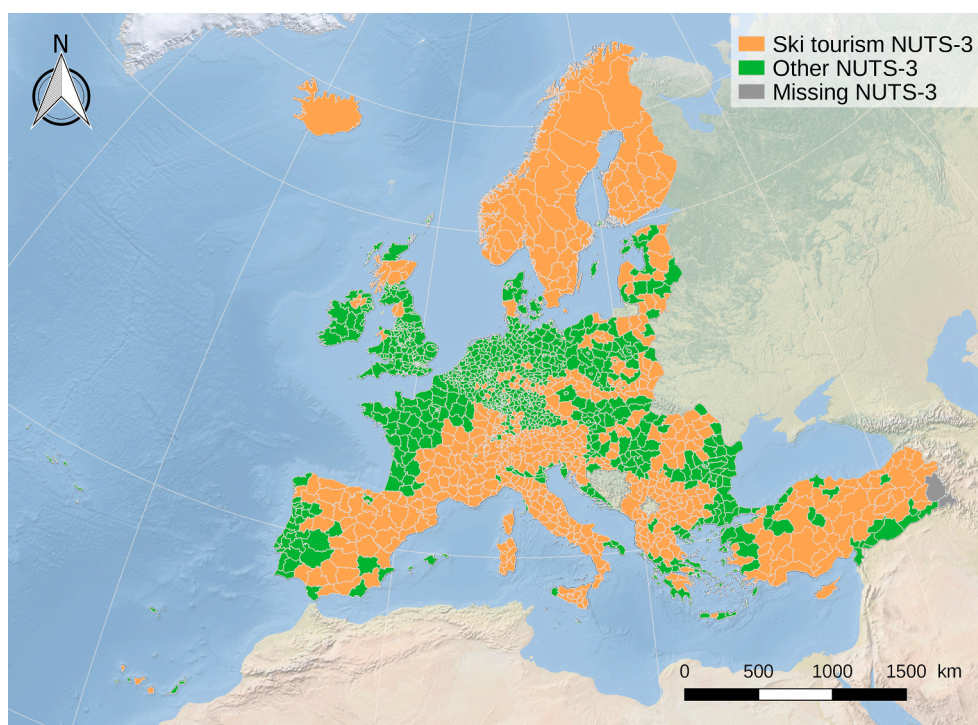 N
Ski tourism NUTS-3
Other NUTS-3
Missing NUTS-3
0 500 1000 1500 km